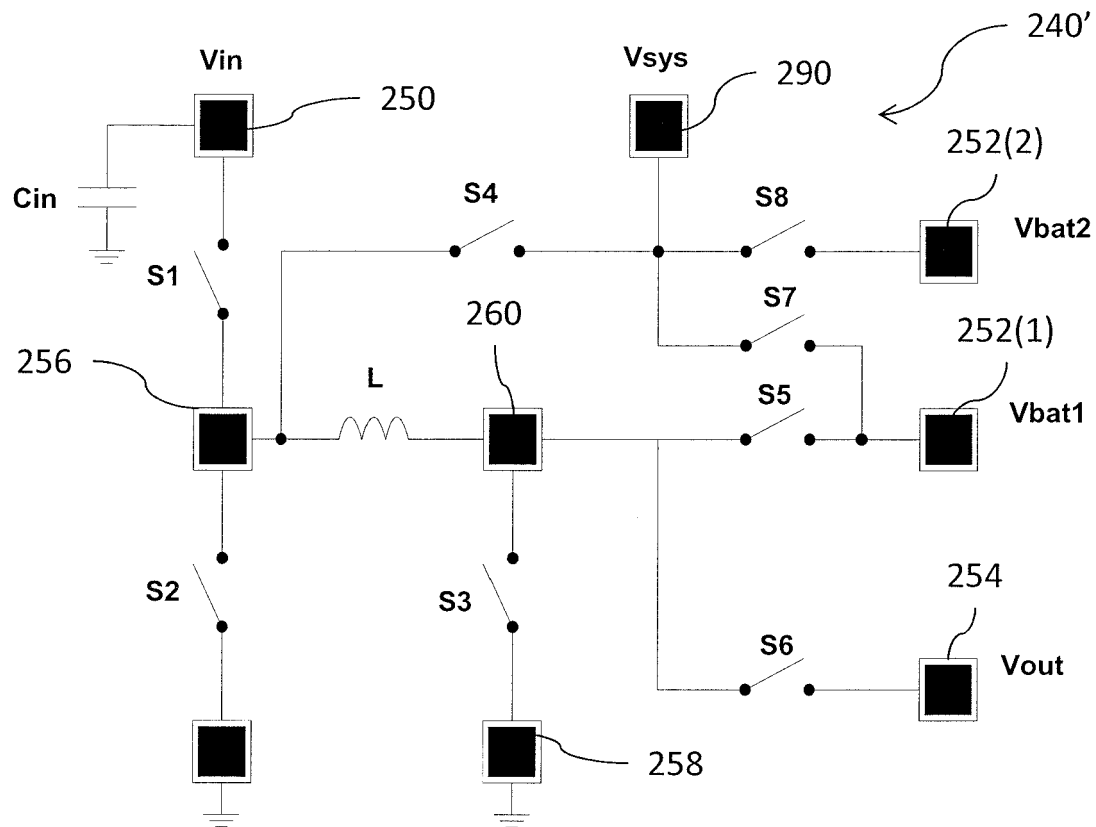 240'
Vin
Vsys
250
290
252(2)
Cin
S4
S8
Vbat2
S1
S7
260
252(1)
256
L
S5
Vbat1
S2
S3
254
S6
Vout
258